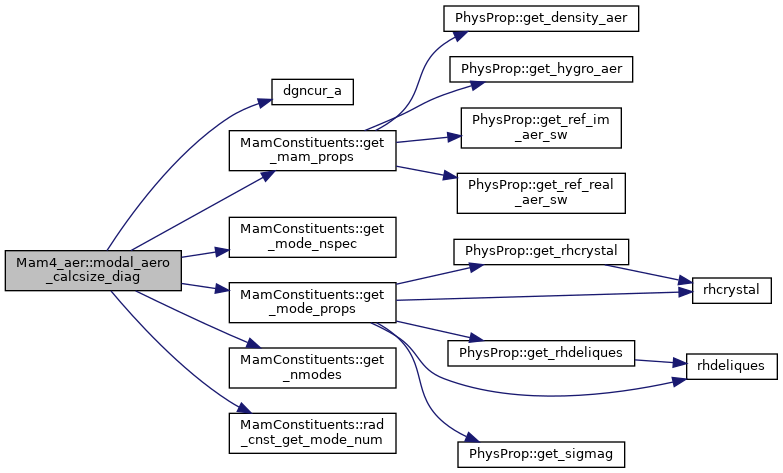 Mam4_aer::modal_aero
_calcsize_diag
dgncur_a
MamConstituents::get
_mam_props
PhysProp::get_density_aer
PhysProp::get_hygro_aer
PhysProp::get_ref_im
_aer_sw
PhysProp::get_ref_real
_aer_sw
MamConstituents::get
_mode_nspec
MamConstituents::get
_mode_props
PhysProp::get_rhcrystal
rhcrystal
PhysProp::get_rhdeliques
rhdeliques
PhysProp::get_sigmag
MamConstituents::get
_nmodes
MamConstituents::rad
_cnst_get_mode_num